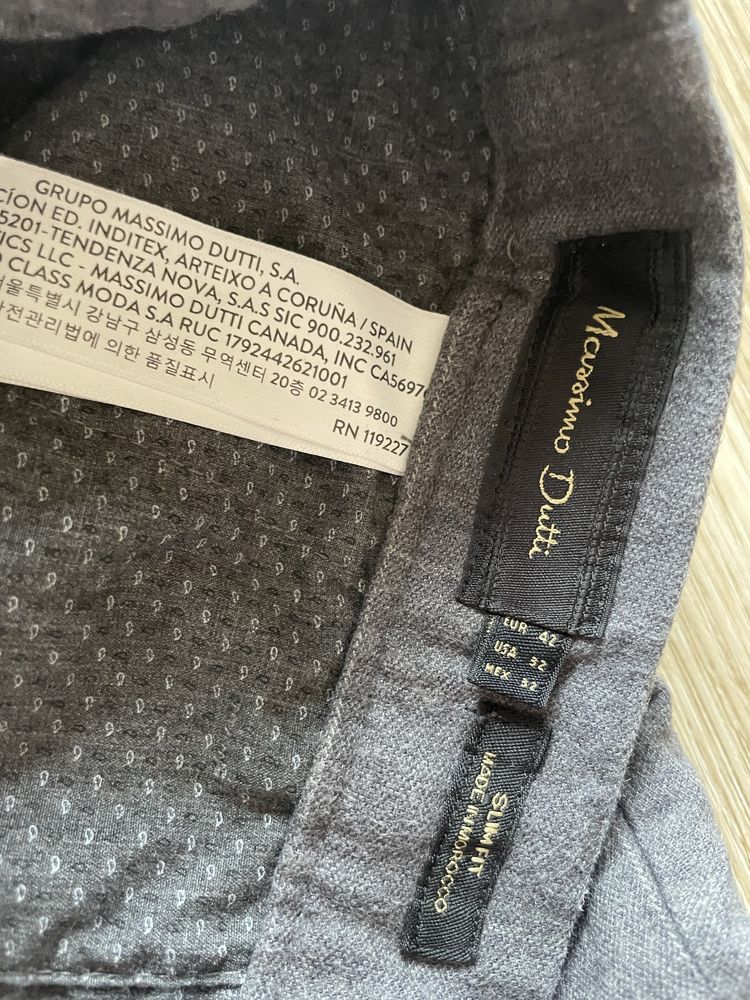 GRUPO MASSIMO DUTTI, S.A.
CÍON ED. INDITEX, ARTEIXO A CORUÑA / SPAIN
5201-TENDENZA NOVA, S.A.S SIC 900.232.961
TICS LLC - MASSIMO DUTTI CANADA, INC CA5697
CLASS MODA S.A RUC 1792442621001
울특별시 강남구 삼성동 무역센터 20층 02 3413 9800
전관리법에 의한 품질표시
RN 119227
Massimo Dutti
EUR 42
USA 32
MEX 32
SLIM FIT
MADE IN MOROCCO